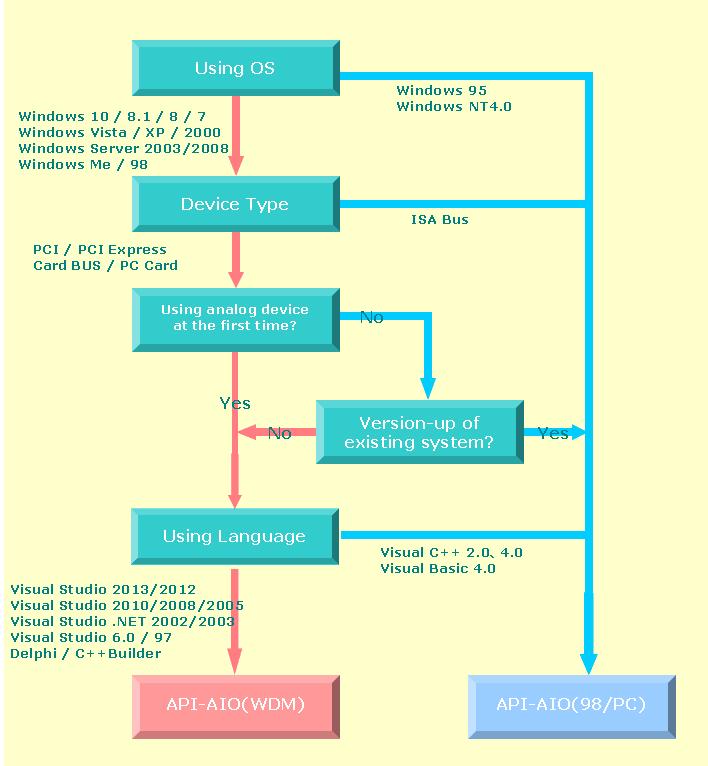 Using OS
Windows 95
Windows NT4.0
Windows 10 / 8.1 / 8 / 7
Windows Vista / XP / 2000
Windows Server 2003/2008
Windows Me / 98
Device Type
ISA Bus
PCI / PCI Express
Card BUS / PC Card
Using analog device
at the first time?
No
Yes
Version-up of
existing system?
No
Yes
Using Language
Visual C++ 2.0、4.0
Visual Basic 4.0
Visual Studio 2013/2012
Visual Studio 2010/2008/2005
Visual Studio .NET 2002/2003
Visual Studio 6.0 / 97
Delphi / C++Builder
API-AIO(WDM)
API-AIO(98/PC)